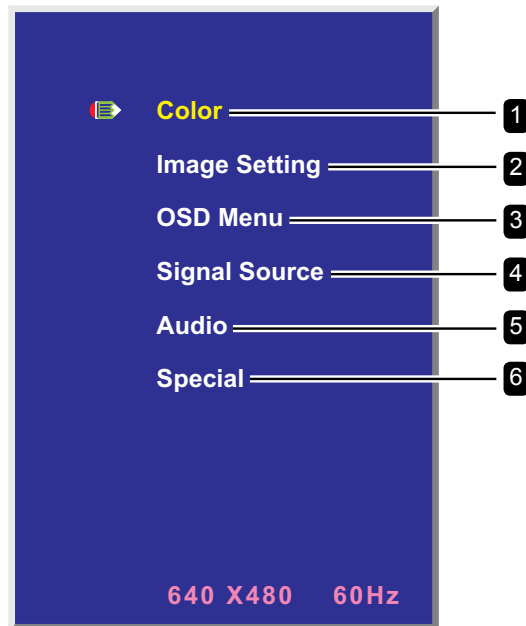 Color 1
Image Setting 2
OSD Menu 3
Signal Source 4
Audio 5
Special 6
640 X480 60Hz